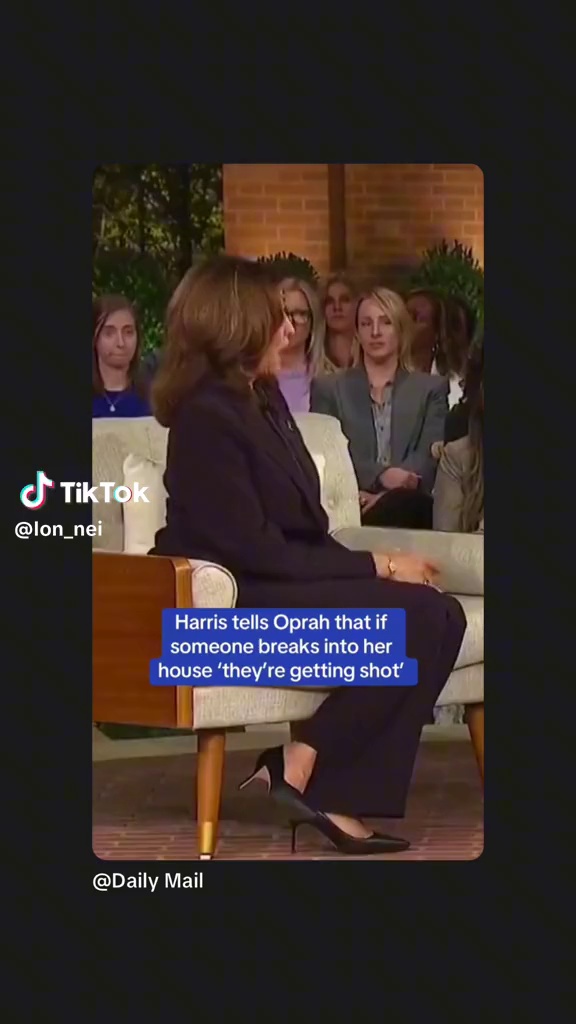 TikTok
@lon_nei
Harris tells Oprah that if
someone breaks into her
house ‘they’re getting shot’
@Daily Mail